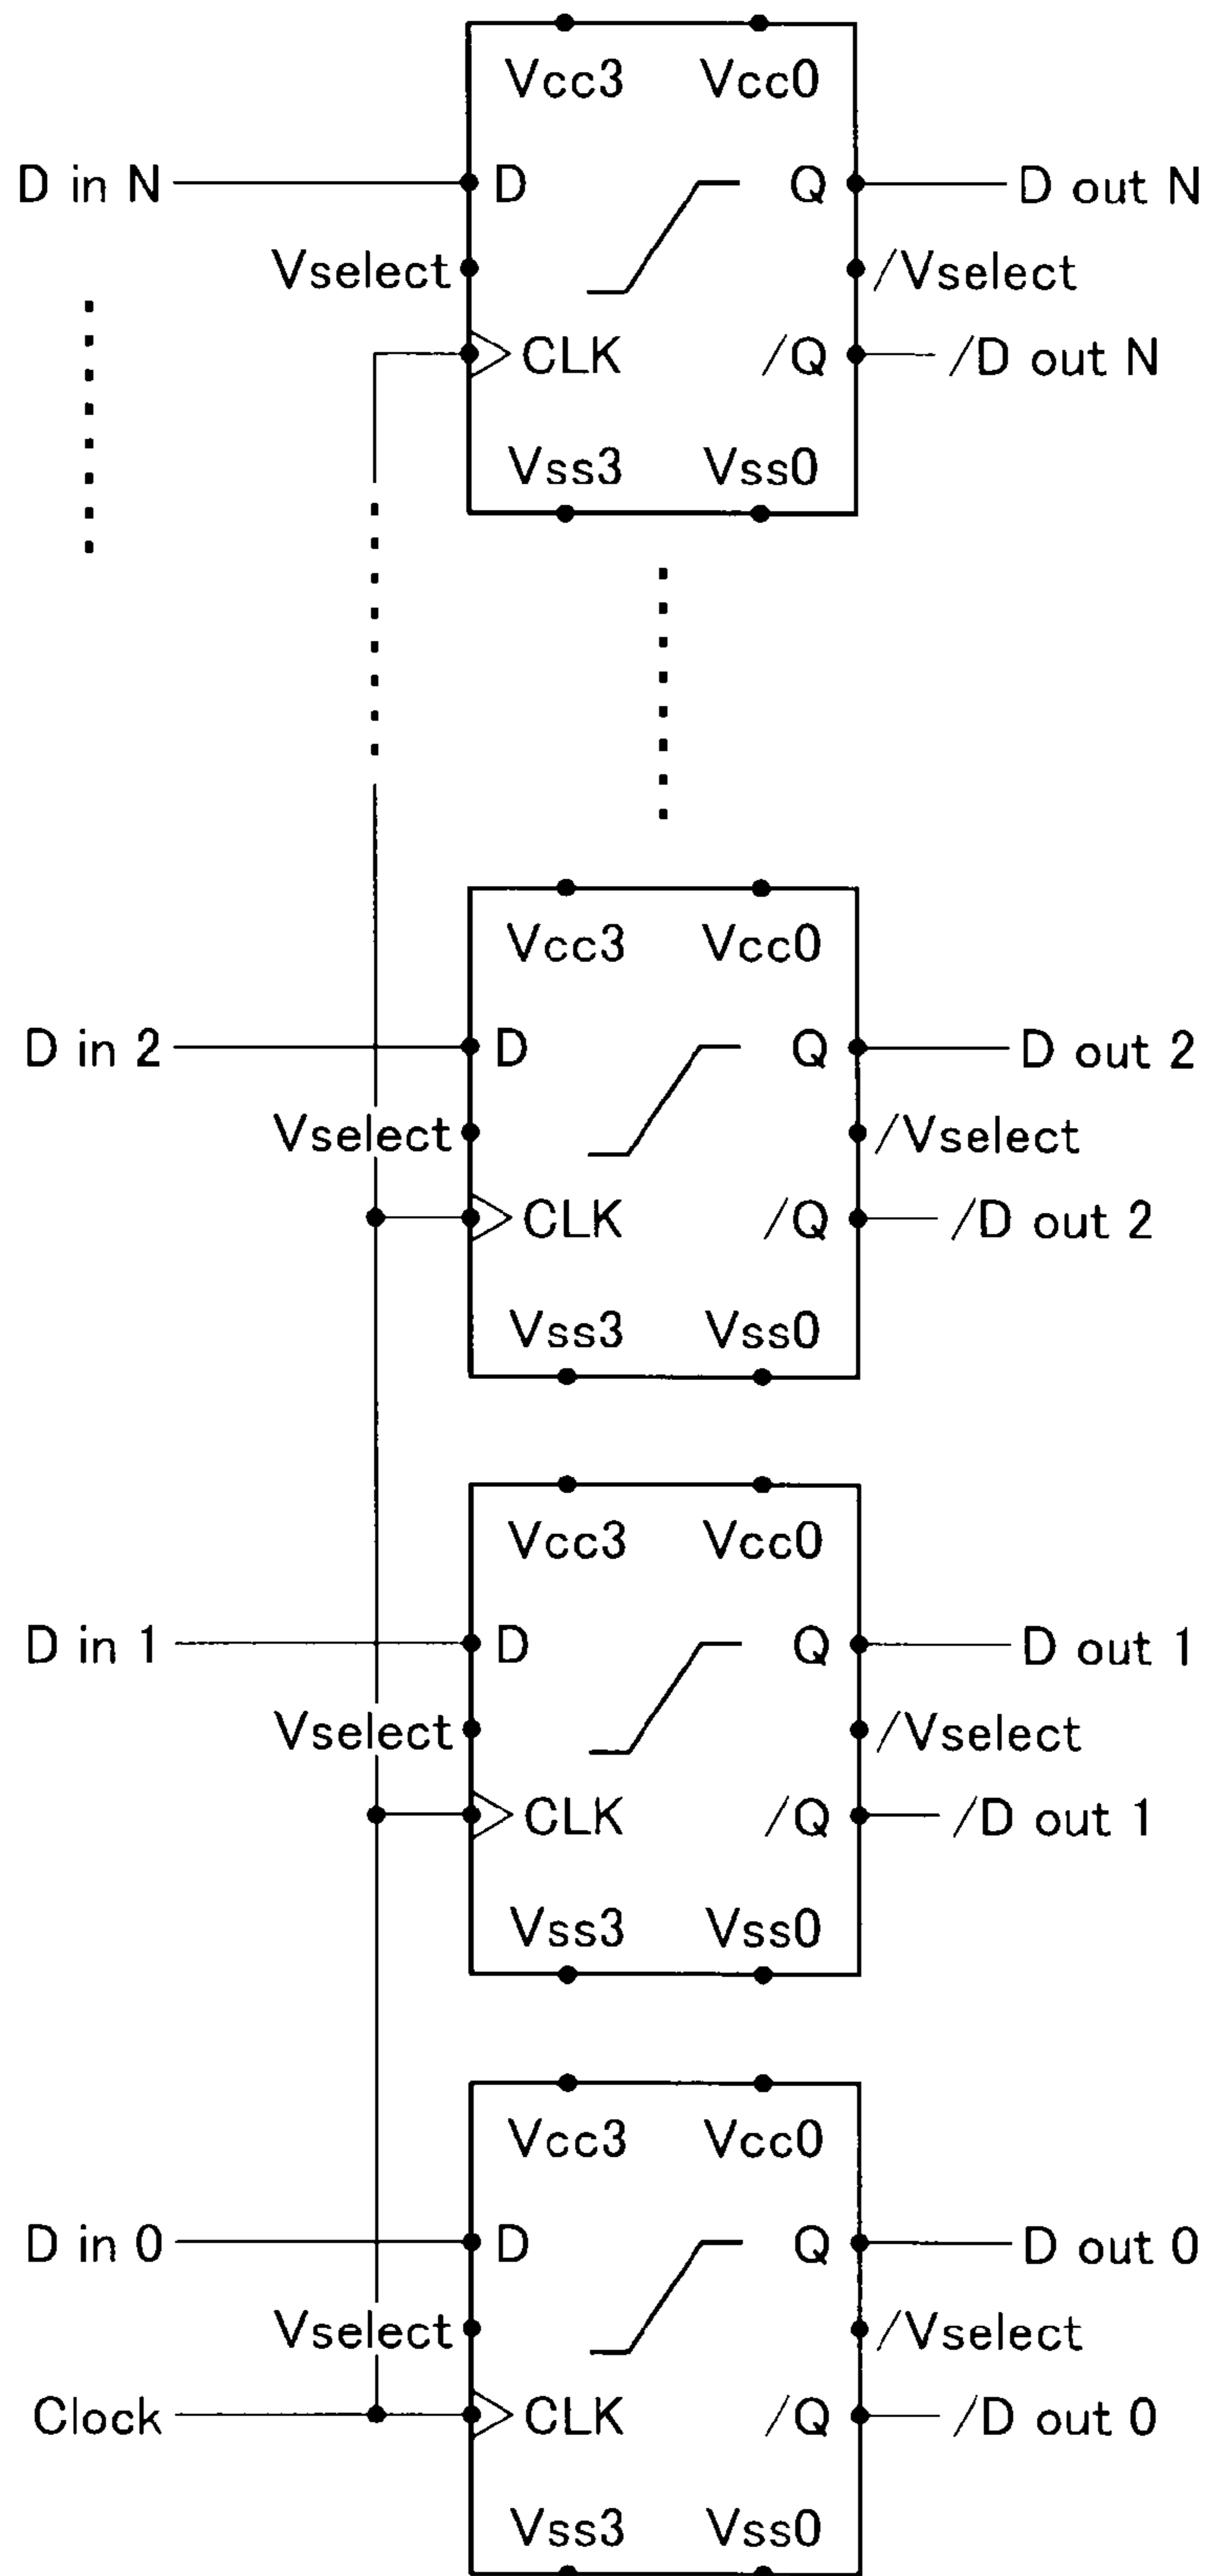 Vcc3 Vcc0
D in N D Q D out N
Vselect /Vselect
CLK /Q /D out N
Vss3 Vss0
Vcc3 Vcc0
D in 2 D Q D out 2
Vselect /Vselect
CLK /Q /D out 2
Vss3 Vss0
Vcc3 Vcc0
D in 1 D Q D out 1
Vselect /Vselect
CLK /Q /D out 1
Vss3 Vss0
Vcc3 Vcc0
D in 0 D Q D out 0
Vselect /Vselect
Clock CLK /Q /D out 0
Vss3 Vss0